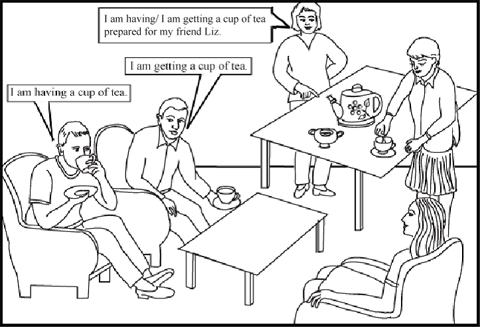 I am having/ I am getting a cup of tea
prepared for my friend Liz.
I am getting a cup of tea.
I am having a cup of tea.